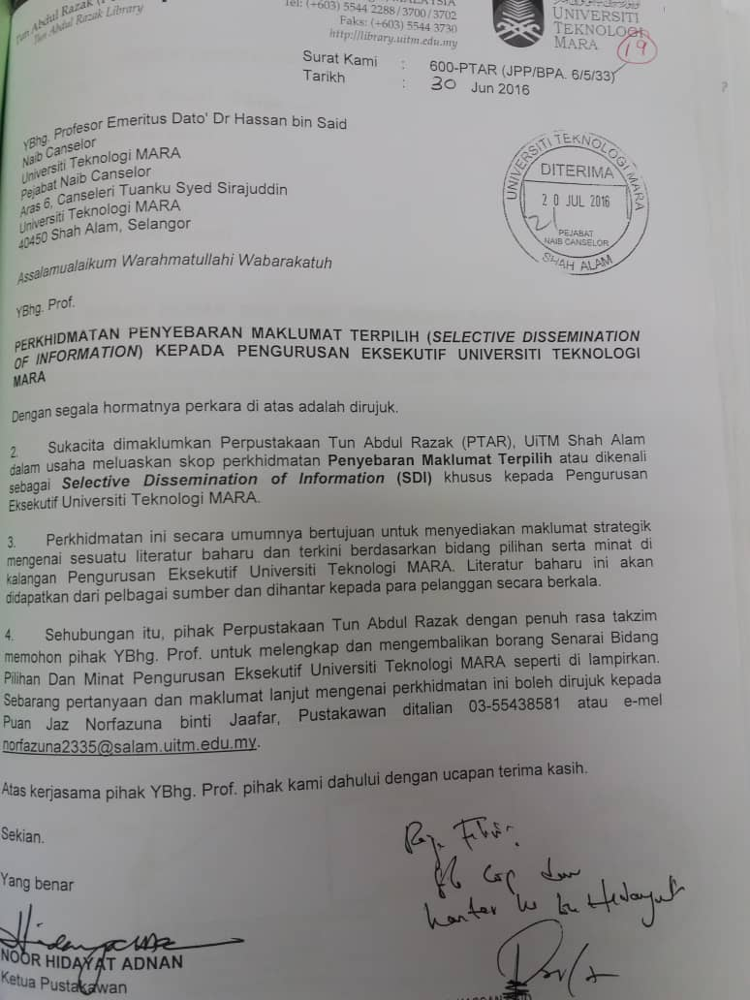 Tun Abdul Razak
Tun Abdul Razak Library
Tel: (+603) 5544 2288 / 3700 / 3702
Faks: (+603) 5544 3730
http://library.uitm.edu.my
UNIVERSITI
TEKNOLOGI
MARA
19
Surat Kami : 600-PTAR (JPP/BPA. 6/5/33)
Tarikh : 30 Jun 2016
YBhg. Profesor Emeritus Dato' Dr Hassan bin Said
Naib Canselor
Universiti Teknologi MARA
Pejabat Naib Canselor
Aras 6, Canseleri Tuanku Syed Sirajuddin
Universiti Teknologi MARA
40450 Shah Alam, Selangor
UNIVERSITI TEKNOLOGI MARA
DITERIMA
20 JUL 2016
21
PEJABAT
NAIB CANSELOR
SHAH ALAM
Assalamualaikum Warahmatullahi Wabarakatuh
YBhg. Prof.
PERKHIDMATAN PENYEBARAN MAKLUMAT TERPILIH (SELECTIVE DISSEMINATION
OF INFORMATION) KEPADA PENGURUSAN EKSEKUTIF UNIVERSITI TEKNOLOGI
MARA
Dengan segala hormatnya perkara di atas adalah dirujuk.
2. Sukacita dimaklumkan Perpustakaan Tun Abdul Razak (PTAR), UiTM Shah Alam
dalam usaha meluaskan skop perkhidmatan Penyebaran Maklumat Terpilih atau dikenali
sebagai Selective Dissemination of Information (SDI) khusus kepada Pengurusan
Eksekutif Universiti Teknologi MARA.
3. Perkhidmatan ini secara umumnya bertujuan untuk menyediakan maklumat strategik
mengenai sesuatu literatur baharu dan terkini berdasarkan bidang pilihan serta minat di
kalangan Pengurusan Eksekutif Universiti Teknologi MARA. Literatur baharu ini akan
didapatkan dari pelbagai sumber dan dihantar kepada para pelanggan secara berkala.
4. Sehubungan itu, pihak Perpustakaan Tun Abdul Razak dengan penuh rasa takzim
memohon pihak YBhg. Prof. untuk melengkap dan mengembalikan borang Senarai Bidang
Pilihan Dan Minat Pengurusan Eksekutif Universiti Teknologi MARA seperti di lampirkan.
Sebarang pertanyaan dan maklumat lanjut mengenai perkhidmatan ini boleh dirujuk kepada
Puan Jaz Norfazuna binti Jaafar, Pustakawan ditalian 03-55438581 atau e-mel
norfazuna2335@salam.uitm.edu.my.
Atas kerjasama pihak YBhg. Prof. pihak kami dahului dengan ucapan terima kasih.
Sekian.
Yang benar
NOOR HIDAYAT ADNAN
Ketua Pustakawan